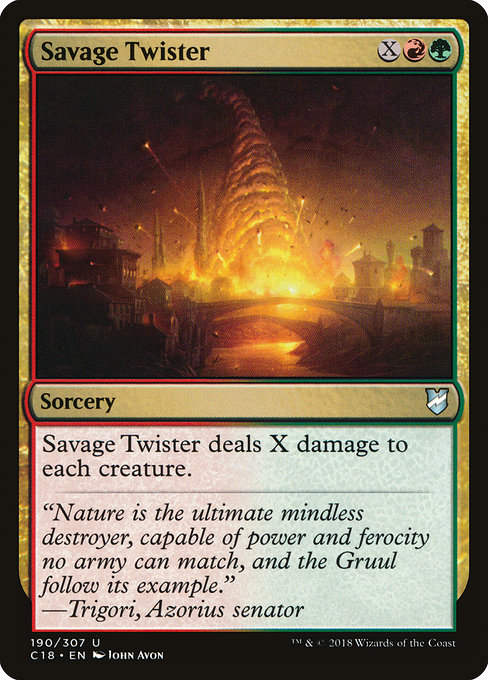 Savage Twister X
Sorcery
Savage Twister deals X damage to
each creature.
“Nature is the ultimate mindless
destroyer, capable of power and ferocity
no army can match, and the Gruul
follow its example.”
—Trigori, Azorius senator
190/307 U
C18 • EN John Avon
™ & © 2018 Wizards of the Coast